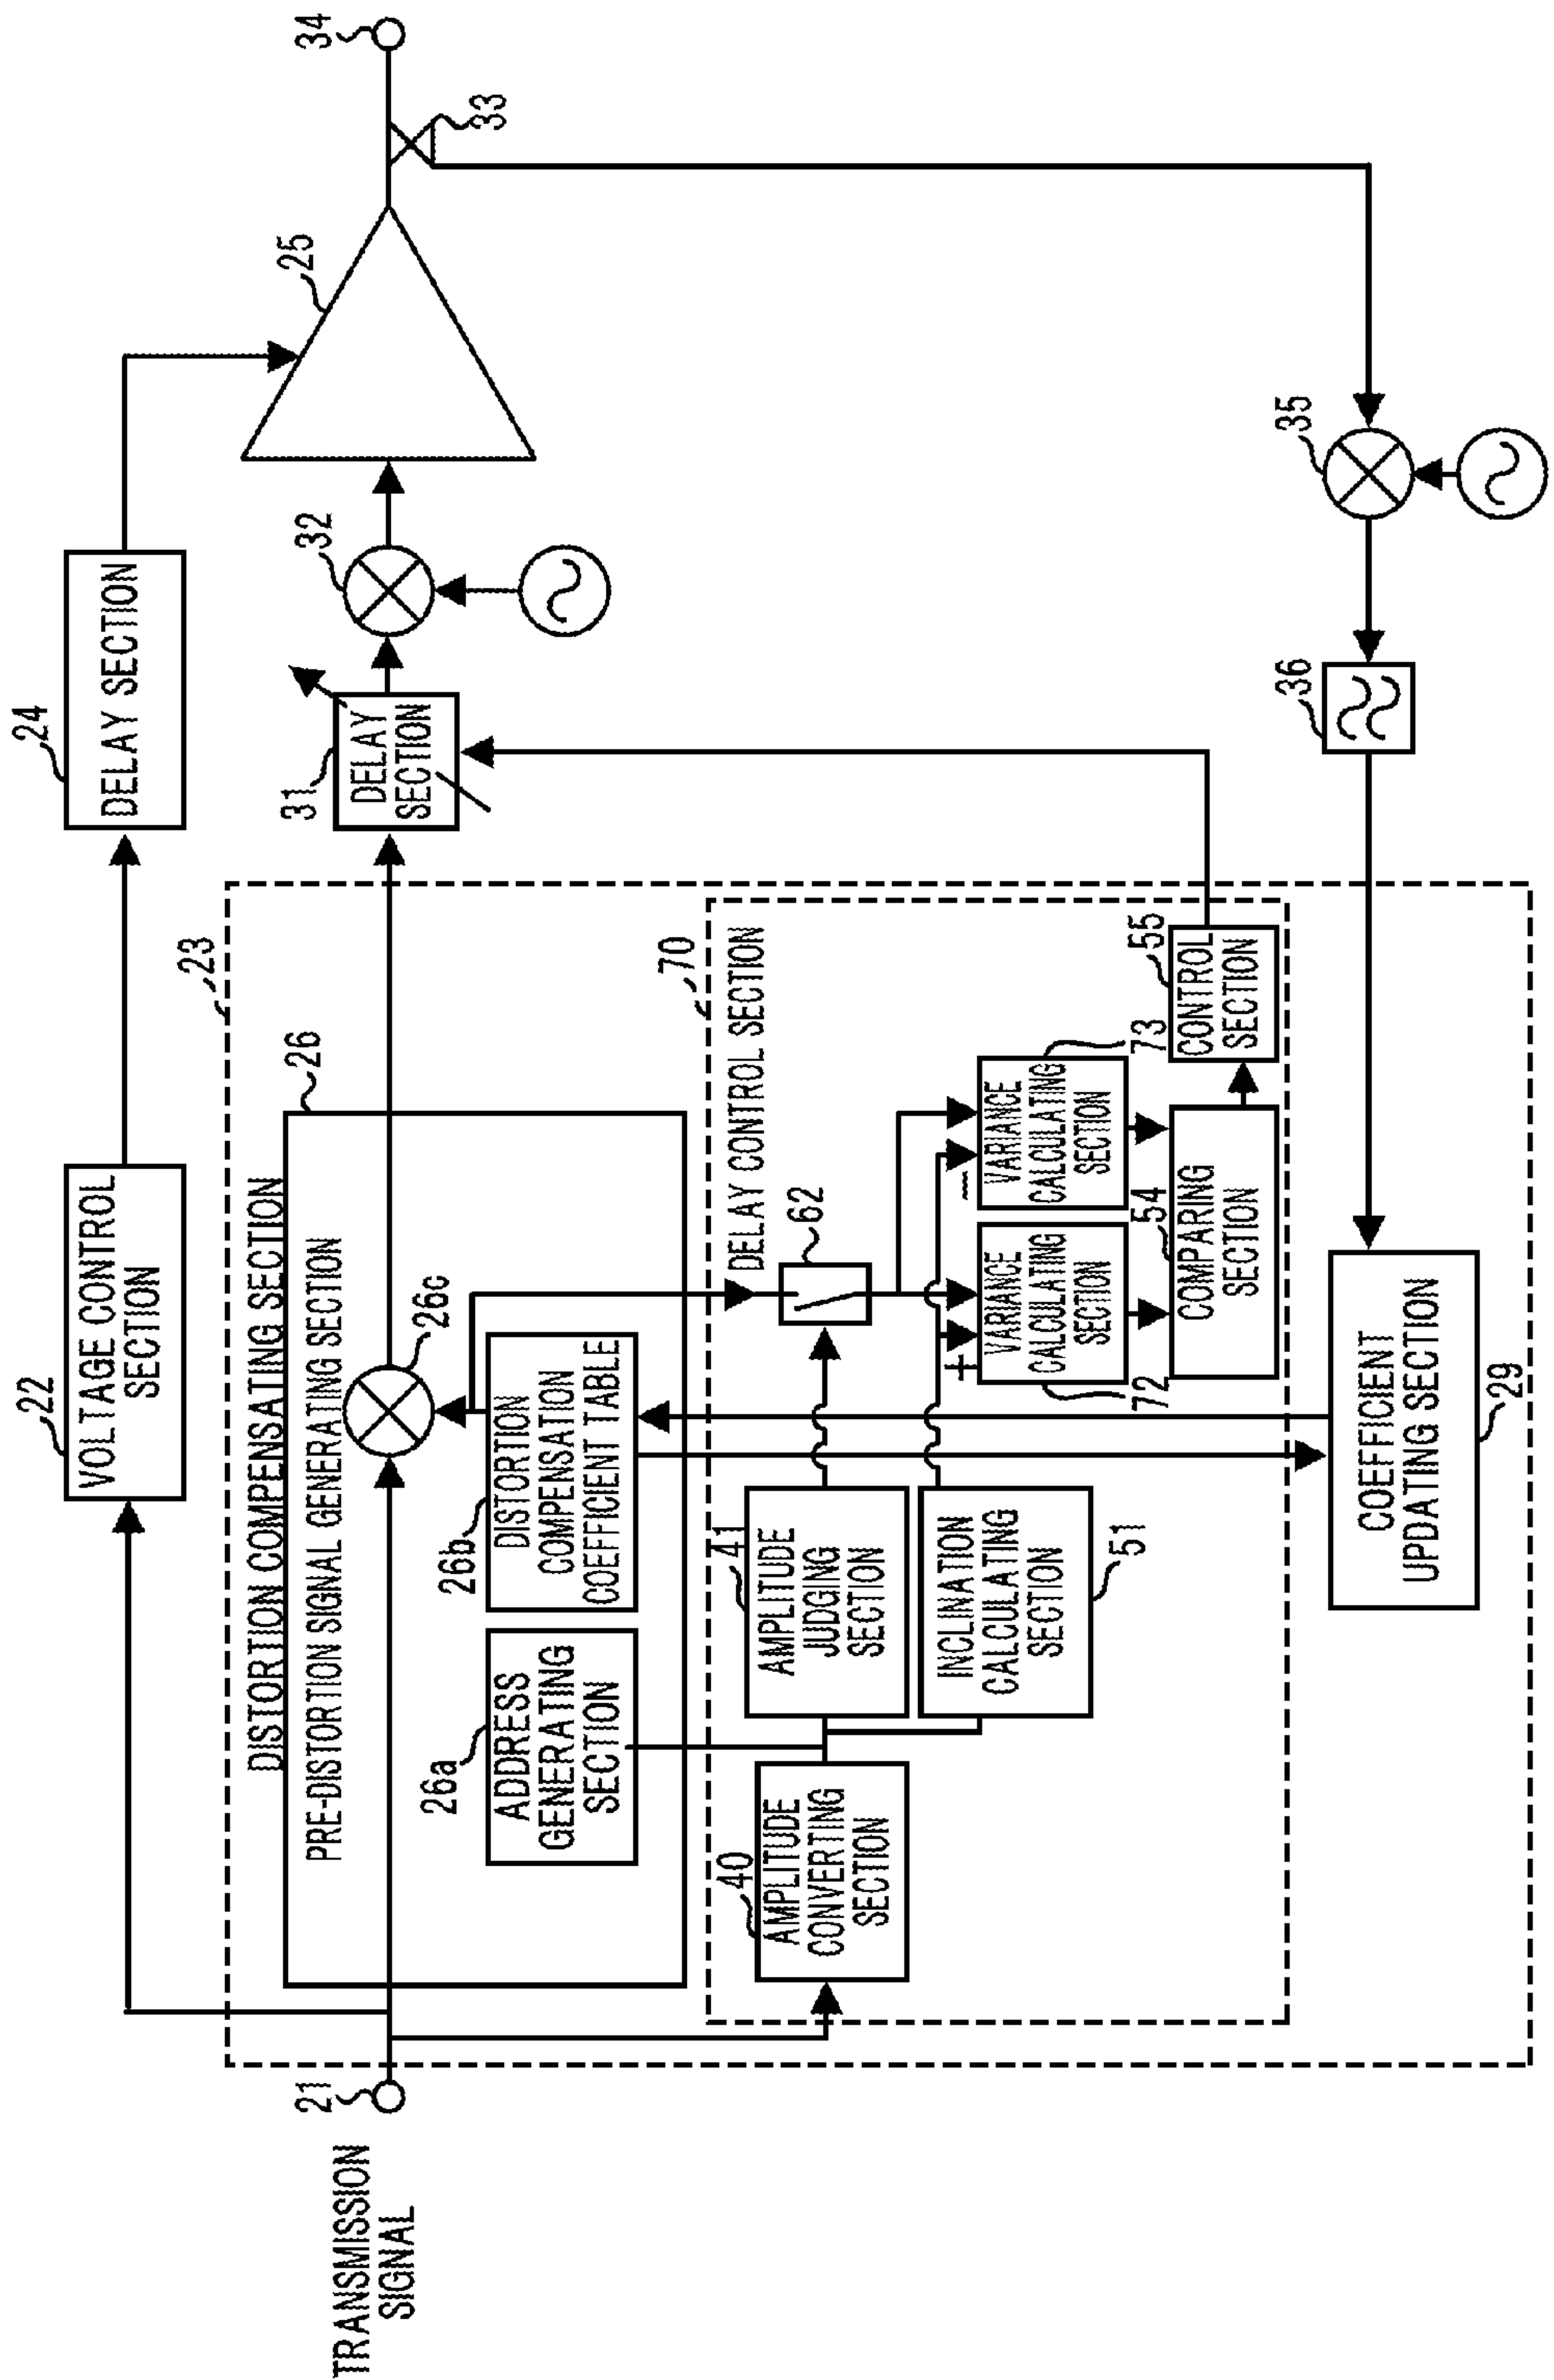 22
VOLTAGE CONTROL
SECTION
24
DELAY SECTION
25
34
33
23
DISTORTION COMPENSATING SECTION
26
PRE-DISTORTION SIGNAL GENERATING SECTION
26c
26a
ADDRESS
GENERATING
SECTION
26b
DISTORTION
COMPENSATION
COEFFICIENT TABLE
31
DELAY
SECTION
32
TRANSMISSION
SIGNAL
21
70
DELAY CONTROL SECTION
40
AMPLITUDE
CONVERTING
SECTION
41
AMPLITUDE
JUDGING
SECTION
62
INCLINATION
CALCULATING
SECTION
51
+
VARIANCE
CALCULATING
SECTION
72
−
VARIANCE
CALCULATING
SECTION
73
54
COMPARING
SECTION
55
CONTROL
SECTION
COEFFICIENT
UPDATING SECTION
29
36
35